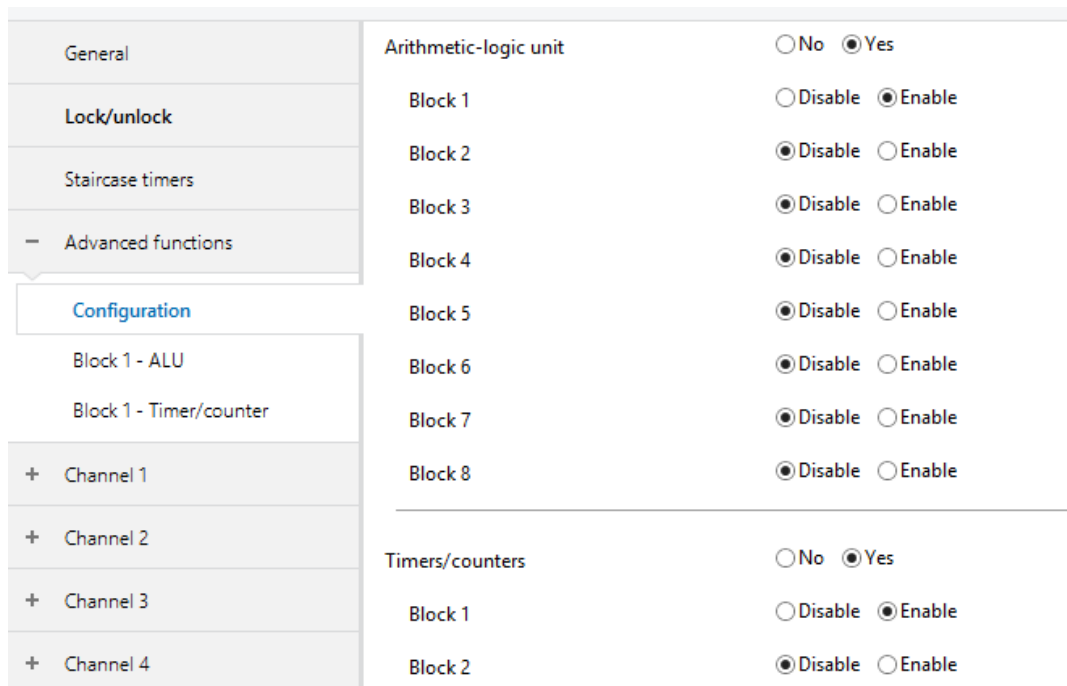 General
Lock/unlock
Staircase timers
− Advanced functions
Configuration
Block 1 - ALU
Block 1 - Timer/counter
+ Channel 1
+ Channel 2
+ Channel 3
+ Channel 4
Arithmetic-logic unit No Yes
Block 1 Disable Enable
Block 2 Disable Enable
Block 3 Disable Enable
Block 4 Disable Enable
Block 5 Disable Enable
Block 6 Disable Enable
Block 7 Disable Enable
Block 8 Disable Enable
Timers/counters No Yes
Block 1 Disable Enable
Block 2 Disable Enable